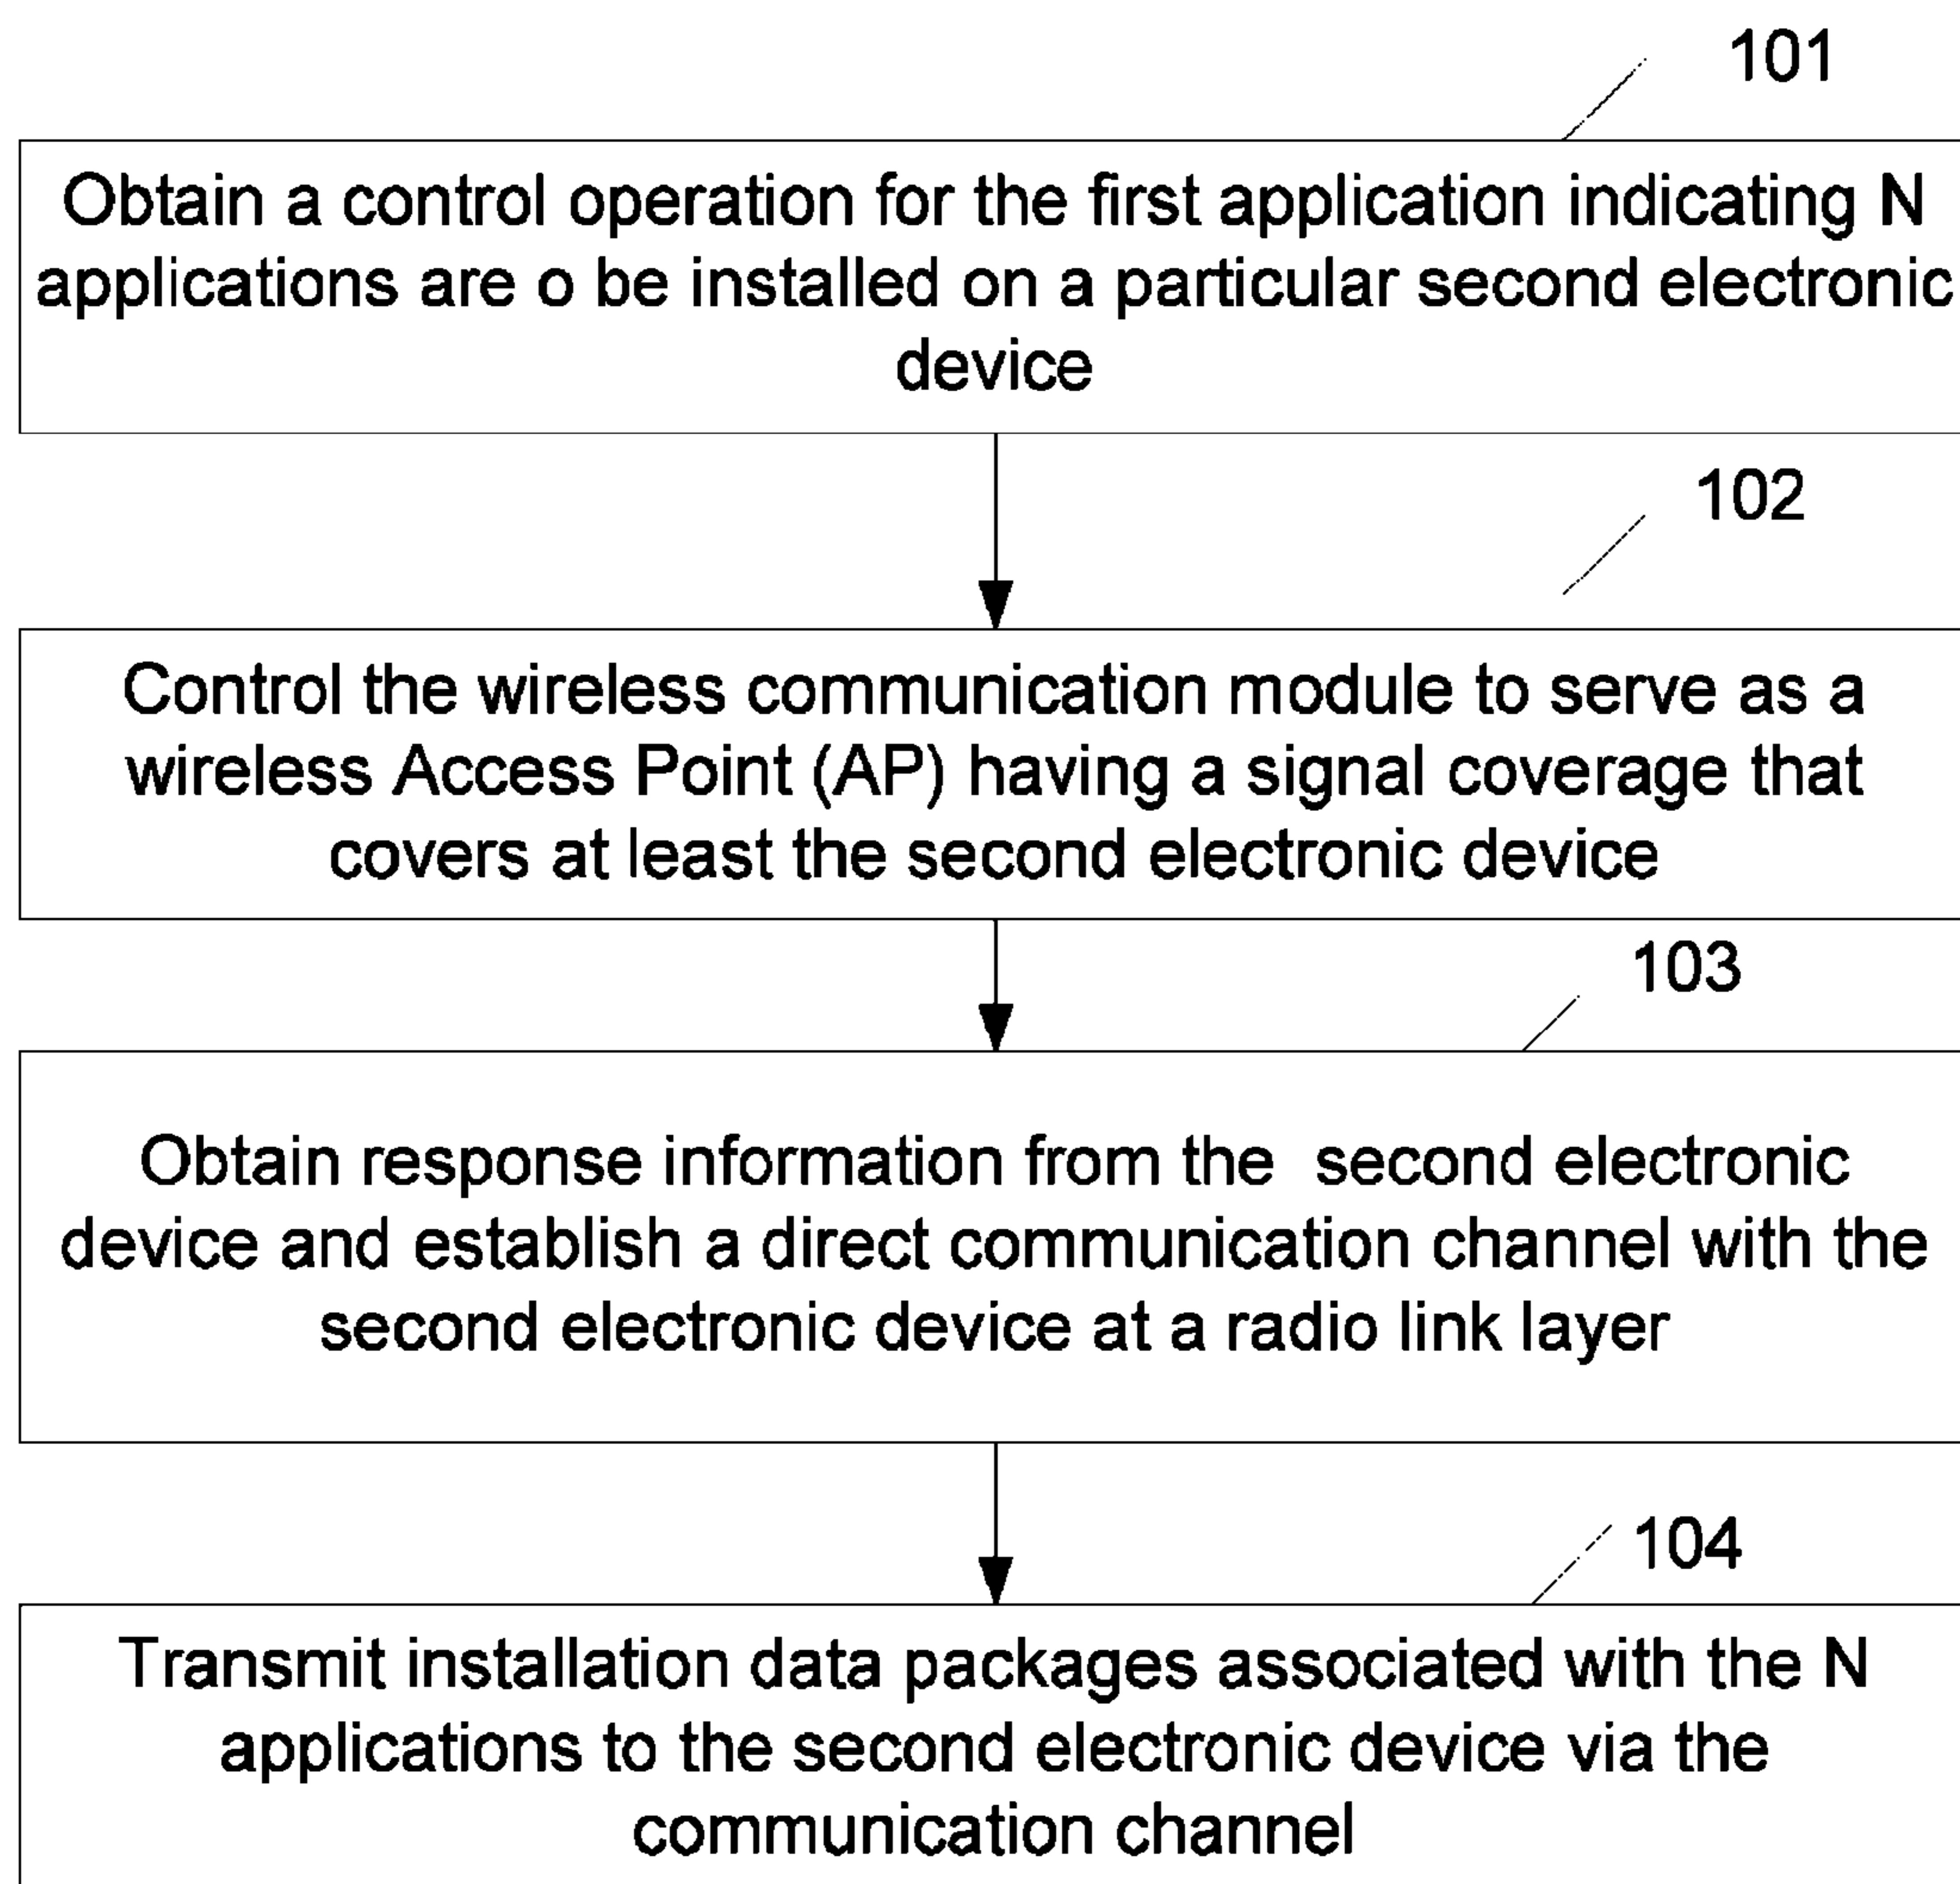 101
Obtain a control operation for the first application indicating N
applications are o be installed on a particular second electronic
device
102
Control the wireless communication module to serve as a
wireless Access Point (AP) having a signal coverage that
covers at least the second electronic device
103
Obtain response information from the second electronic
device and establish a direct communication channel with the
second electronic device at a radio link layer
104
Transmit installation data packages associated with the N
applications to the second electronic device via the
communication channel